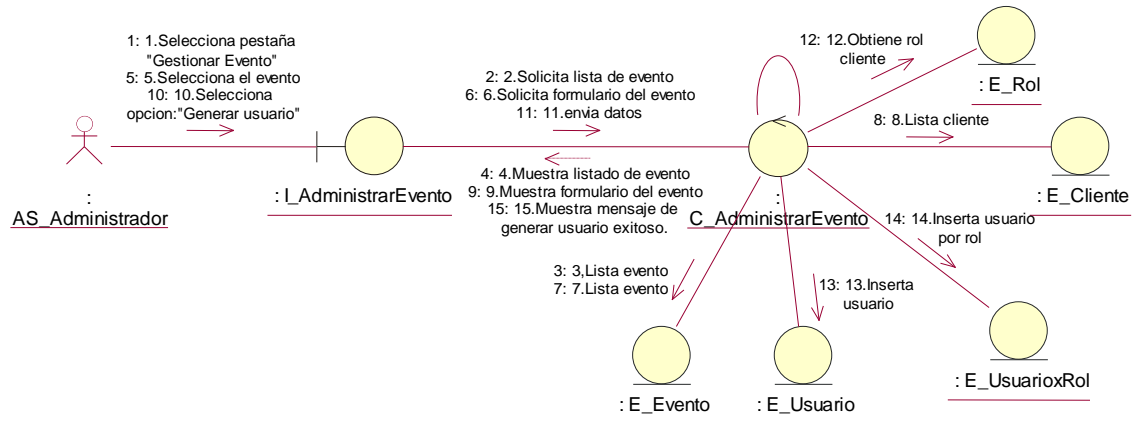 1: 1.Selecciona pestaña
"Gestionar Evento"
5: 5.Selecciona el evento
10: 10.Selecciona
opcion:"Generar usuario"
2: 2.Solicita lista de evento
6: 6.Solicita formulario del evento
11: 11.envia datos
12: 12.Obtiene rol
cliente
: E_Rol
8: 8.Lista cliente
: E_Cliente
:
AS_Administrador
: I_AdministrarEvento
4: 4.Muestra listado de evento
9: 9.Muestra formulario del evento
15: 15.Muestra mensaje de
generar usuario exitoso.
:
C_AdministrarEvento
14: 14.Inserta usuario
por rol
3: 3,Lista evento
7: 7.Lista evento
13: 13.Inserta
usuario
: E_UsuarioxRol
: E_Evento
: E_Usuario